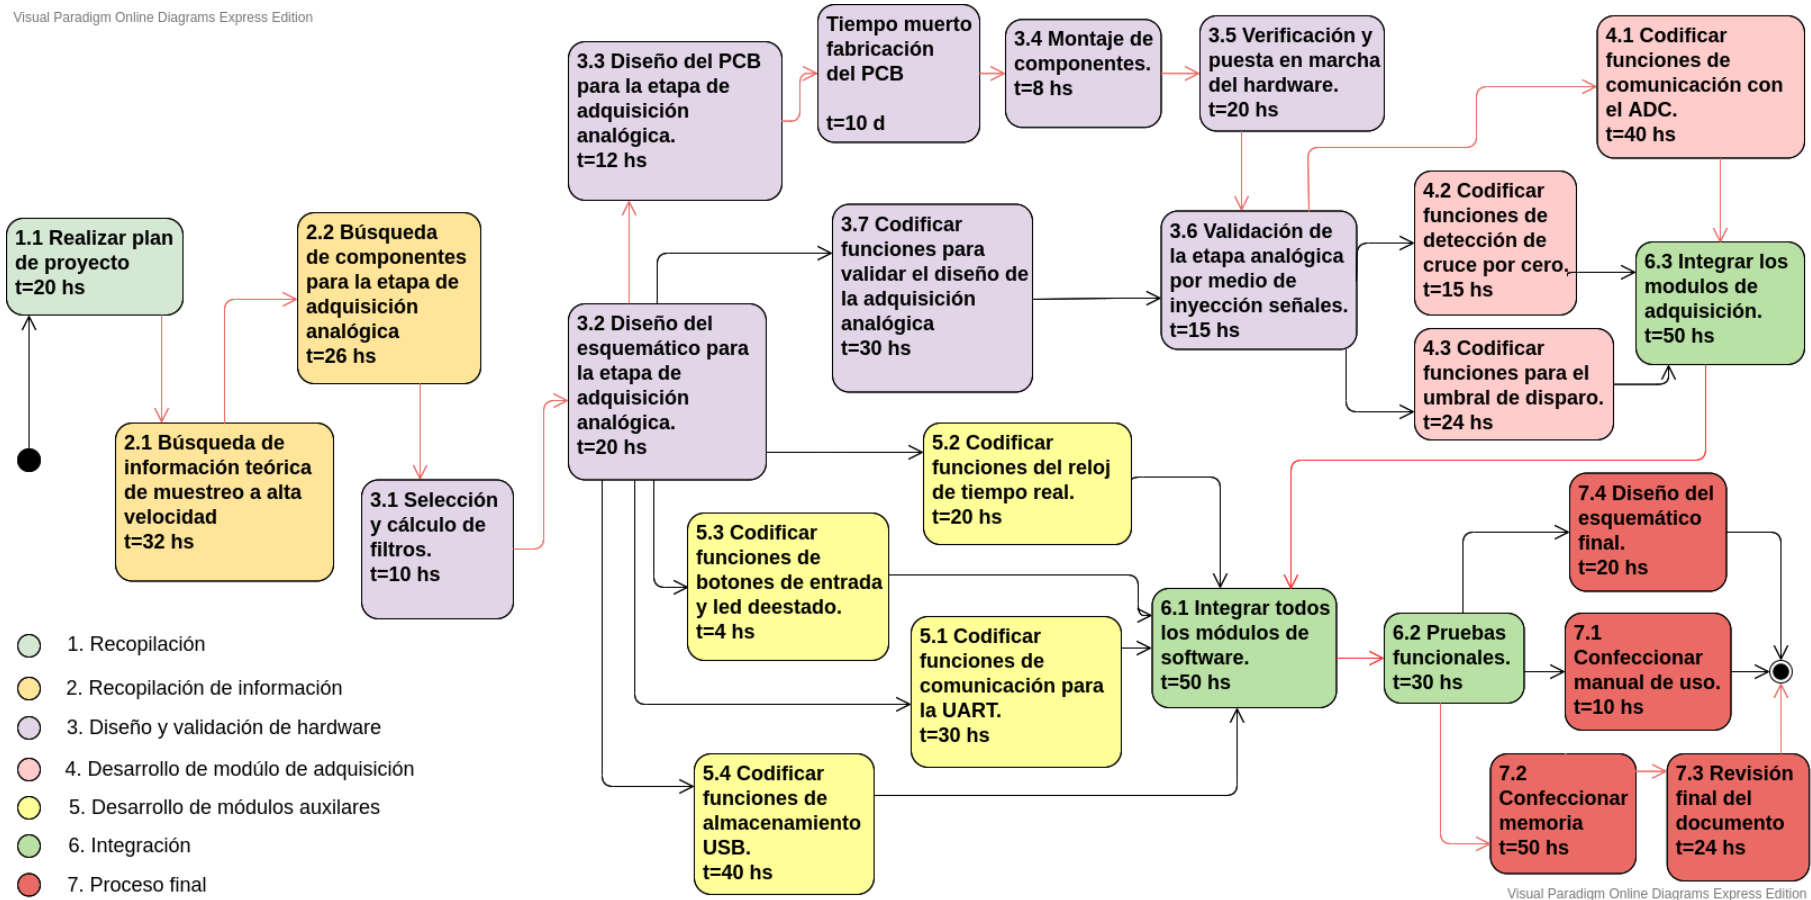 Visual Paradigm Online Diagrams Express Edition
1.1 Realizar plan
de proyecto
t=20 hs
2.1 Búsqueda de
información teórica
de muestreo a alta
velocidad
t=32 hs
2.2 Búsqueda
de componentes
para la etapa de
adquisición
analógica
t=26 hs
3.1 Selección
y cálculo de
filtros.
t=10 hs
3.2 Diseño del
esquemático para
la etapa de
adquisición
analógica.
t=20 hs
3.3 Diseño del PCB
para la etapa de
adquisición
analógica.
t=12 hs
Tiempo muerto
fabricación
del PCB
t=10 d
3.4 Montaje de
componentes.
t=8 hs
3.5 Verificación y
puesta en marcha
del hardware.
t=20 hs
3.7 Codificar
funciones para
validar el diseño de
la adquisición
analógica
t=30 hs
3.6 Validación de
la etapa analógica
por medio de
inyección señales.
t=15 hs
4.1 Codificar
funciones de
comunicación con
el ADC.
t=40 hs
4.2 Codificar
funciones de
detección de
cruce por cero.
t=15 hs
4.3 Codificar
funciones para el
umbral de disparo.
t=24 hs
6.3 Integrar los
modulos de
adquisición.
t=50 hs
5.2 Codificar
funciones del reloj
de tiempo real.
t=20 hs
5.3 Codificar
funciones de
botones de entrada
y led deestado.
t=4 hs
5.1 Codificar
funciones de
comunicación para
la UART.
t=30 hs
5.4 Codificar
funciones de
almacenamiento
USB.
t=40 hs
6.1 Integrar todos
los módulos de
software.
t=50 hs
6.2 Pruebas
funcionales.
t=30 hs
7.4 Diseño del
esquemático
final.
t=20 hs
7.1
Confeccionar
manual de uso.
t=10 hs
7.2
Confeccionar
memoria
t=50 hs
7.3 Revisión
final del
documento
t=24 hs
1. Recopilación
2. Recopilación de información
3. Diseño y validación de hardware
4. Desarrollo de modúlo de adquisición
5. Desarrollo de módulos auxilares
6. Integración
7. Proceso final
Visual Paradigm Online Diagrams Express Edition